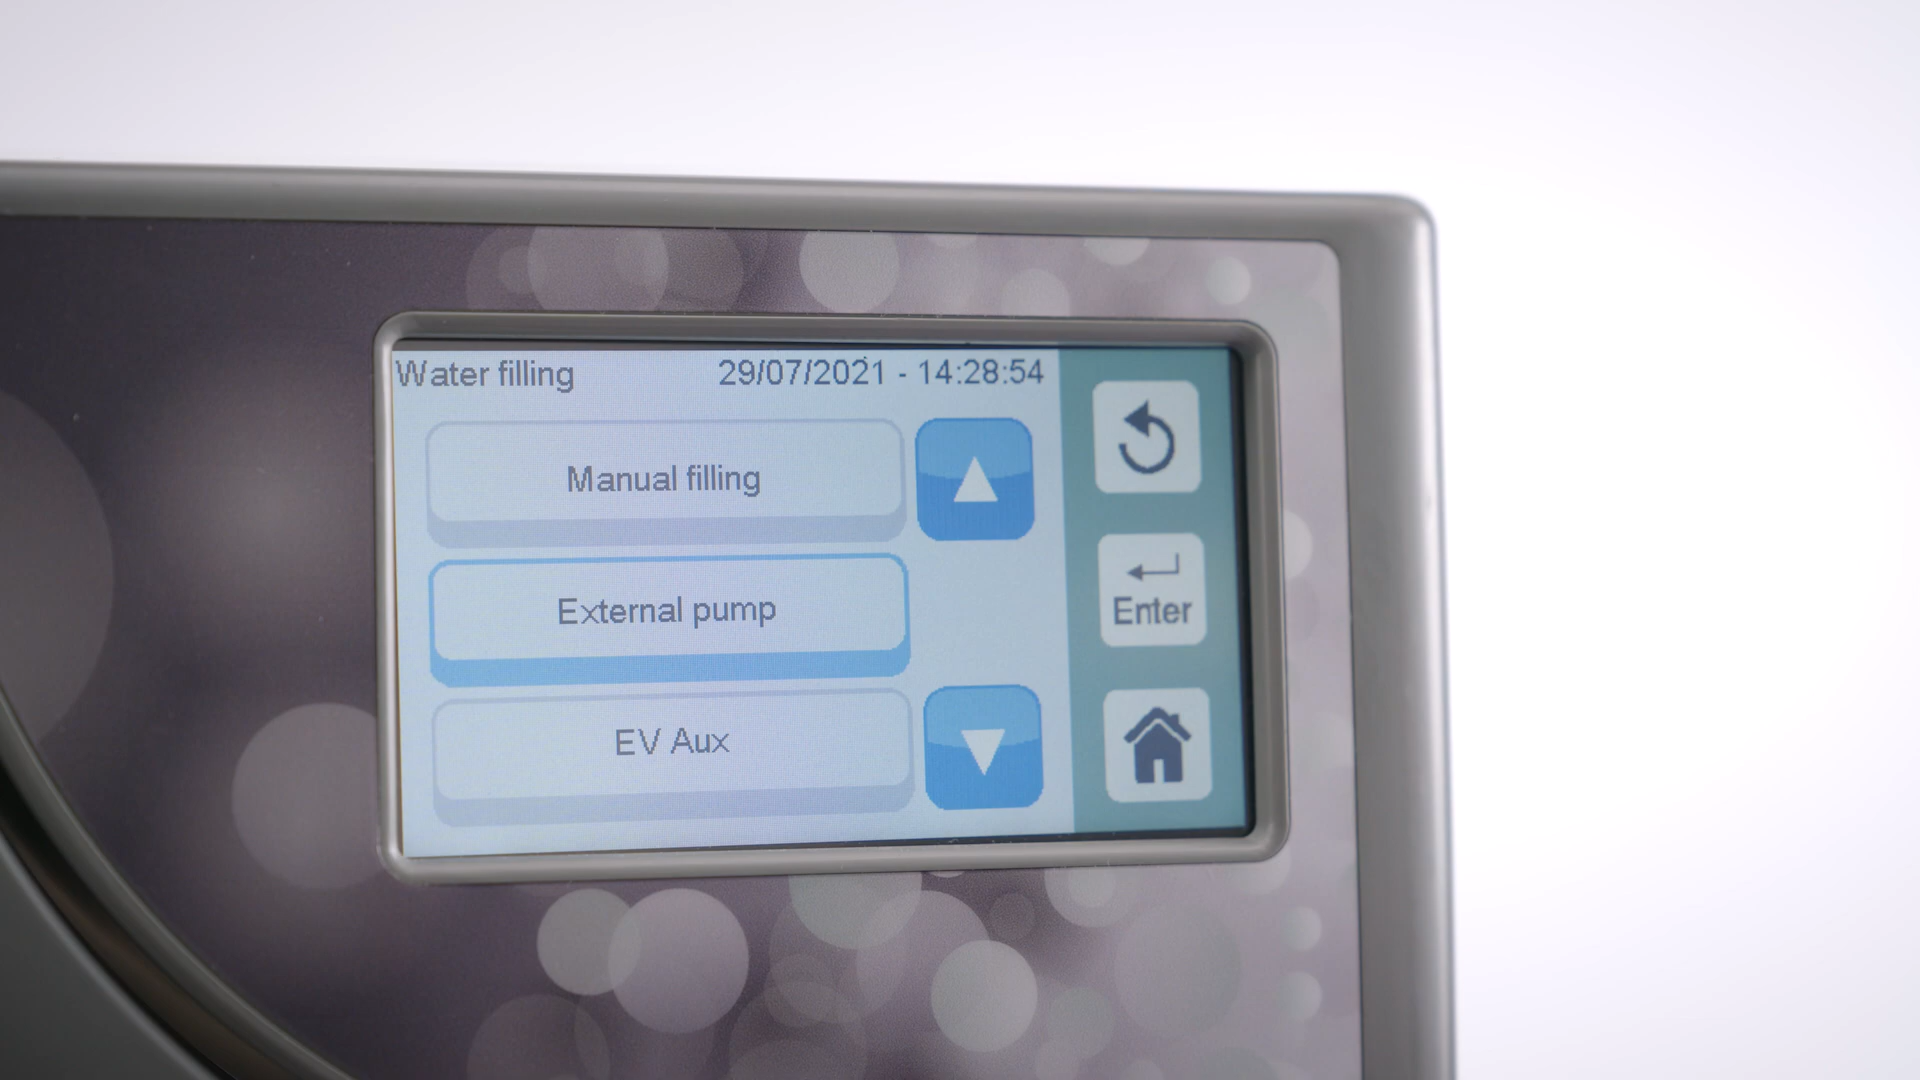 Water filling 29/07/2021 - 14:28:54
Manual filling
External pump
Enter
EV Aux